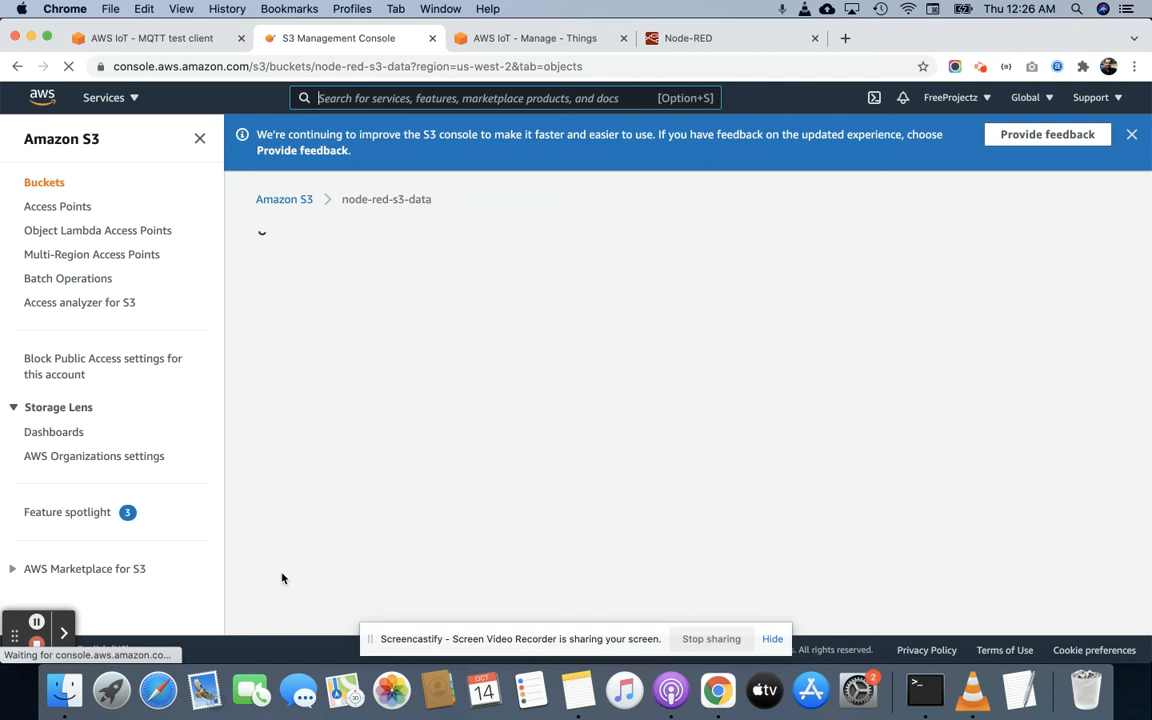 Chrome File Edit View History Bookmarks Profiles Tab Window Help Thu 12:26 AM
AWS IoT - MQTT test client
S3 Management Console
AWS IoT - Manage - Things
Node-RED
console.aws.amazon.com/s3/buckets/node-red-s3-data?region=us-west-2&tab=objects
aws Services Search for services, features, marketplace products, and docs [Option+S] FreeProjectz Global Support
Amazon S3
We're continuing to improve the S3 console to make it faster and easier to use. If you have feedback on the updated experience, choose
Provide feedback.
Provide feedback
Amazon S3 node-red-s3-data
Buckets
Access Points
Object Lambda Access Points
Multi-Region Access Points
Batch Operations
Access analyzer for S3
Block Public Access settings for
this account
Storage Lens
Dashboards
AWS Organizations settings
Feature spotlight 3
AWS Marketplace for S3
Screencastify - Screen Video Recorder is sharing your screen. Stop sharing Hide
All rights reserved. Privacy Policy Terms of Use Cookie preferences
Waiting for console.aws.amazon.co...
OCT
14
tv
2